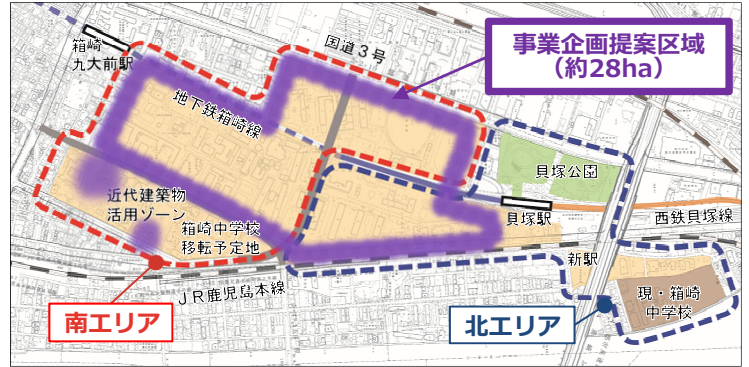 事業企画提案区域
（約28ha）
国道３号
箱崎
九大前駅
地下鉄箱崎線
貝塚公園
近代建築物
活用ゾーン
貝塚駅
西鉄貝塚線
箱崎中学校
移転予定地
新駅
ＪＲ鹿児島本線
現・箱崎
中学校
南エリア
北エリア